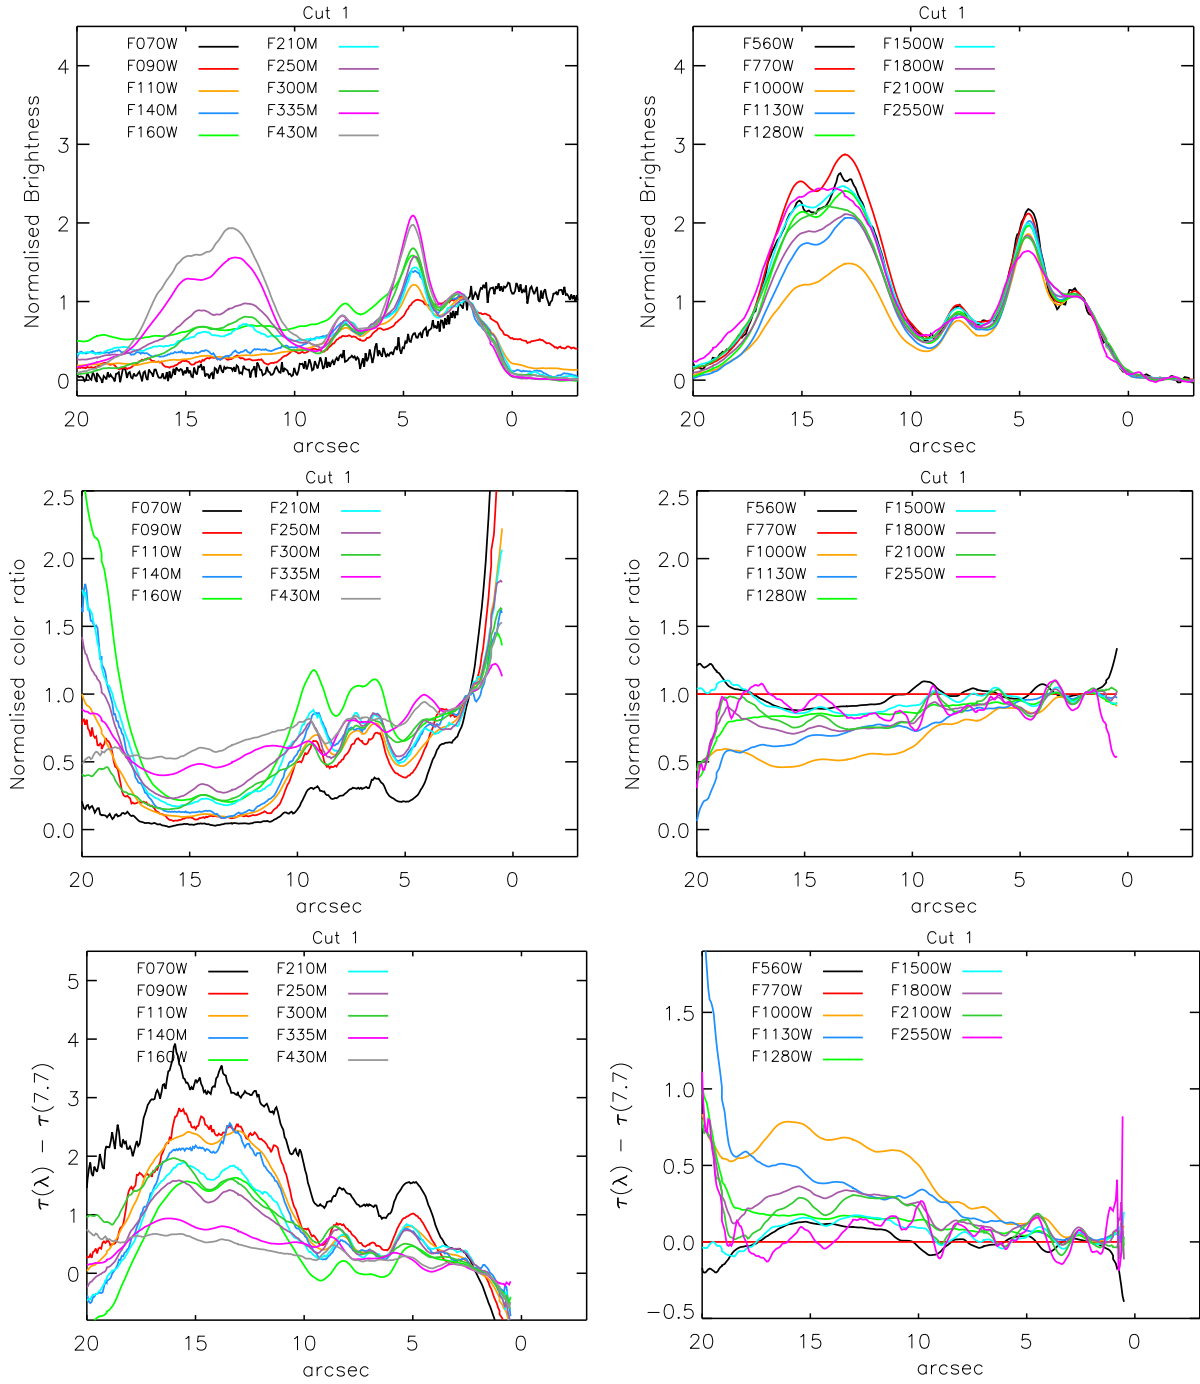 Cut 1
Normalised Brightness
4
3
2
1
0
F070W F210M
F090W F250M
F110W F300M
F140M F335M
F160W F430M
20 15 10 5 0
arcsec
Cut 1
Normalised Brightness
4
3
2
1
0
F560W F1500W
F770W F1800W
F1000W F2100W
F1130W F2550W
F1280W
20 15 10 5 0
arcsec
Cut 1
Normalised color ratio
2.5
2.0
1.5
1.0
0.5
0.0
F070W F210M
F090W F250M
F110W F300M
F140M F335M
F160W F430M
20 15 10 5 0
arcsec
Cut 1
Normalised color ratio
2.5
2.0
1.5
1.0
0.5
0.0
F560W F1500W
F770W F1800W
F1000W F2100W
F1130W F2550W
F1280W
20 15 10 5 0
arcsec
Cut 1
τ(λ) − τ(7.7)
5
4
3
2
1
0
F070W F210M
F090W F250M
F110W F300M
F140M F335M
F160W F430M
20 15 10 5 0
arcsec
Cut 1
τ(λ) − τ(7.7)
1.5
1.0
0.5
0.0
−0.5
F560W F1500W
F770W F1800W
F1000W F2100W
F1130W F2550W
F1280W
20 15 10 5 0
arcsec